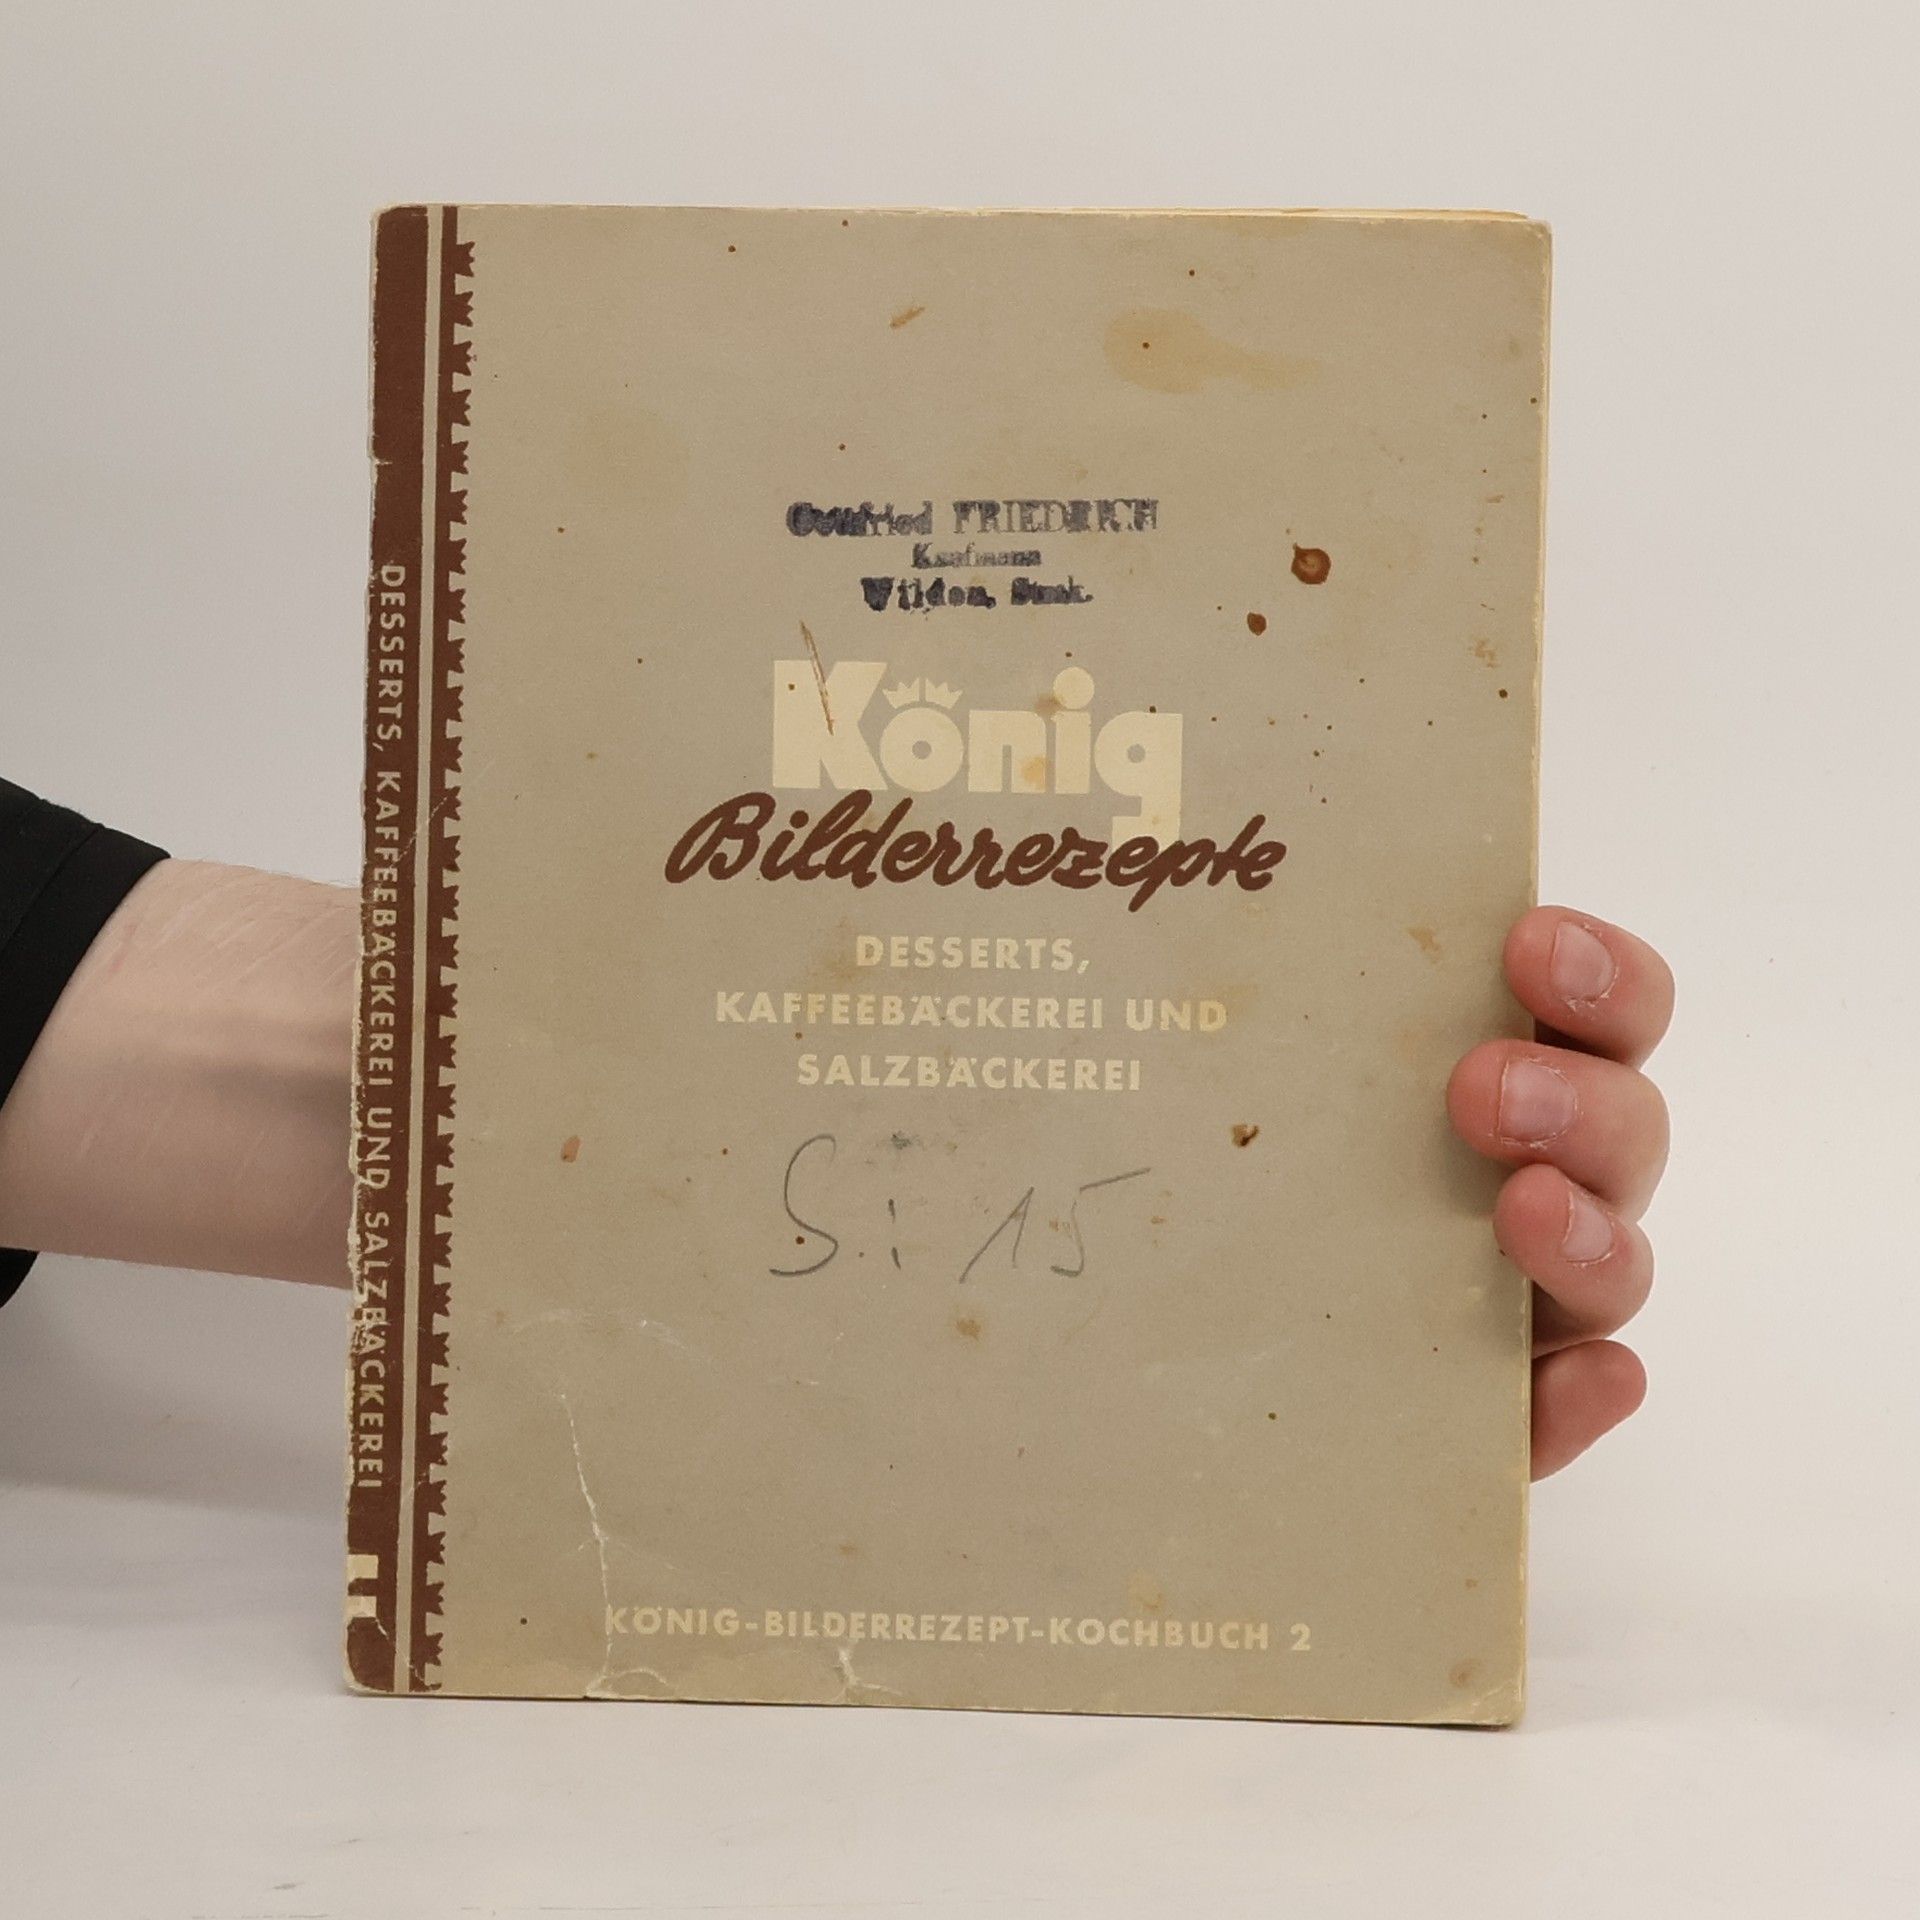 Gottfried FRIEDRICH
Kaufmann
Wildon, Stmk.
König
Bilderrezepte
DESSERTS,
KAFFEEBÄCKEREI UND
SALZBÄCKEREI
S: 15
KÖNIG-BILDERREZEPT-KOCHBUCH 2
DESSERTS, KAFFEEBÄCKEREI UND SALZBÄCKEREI